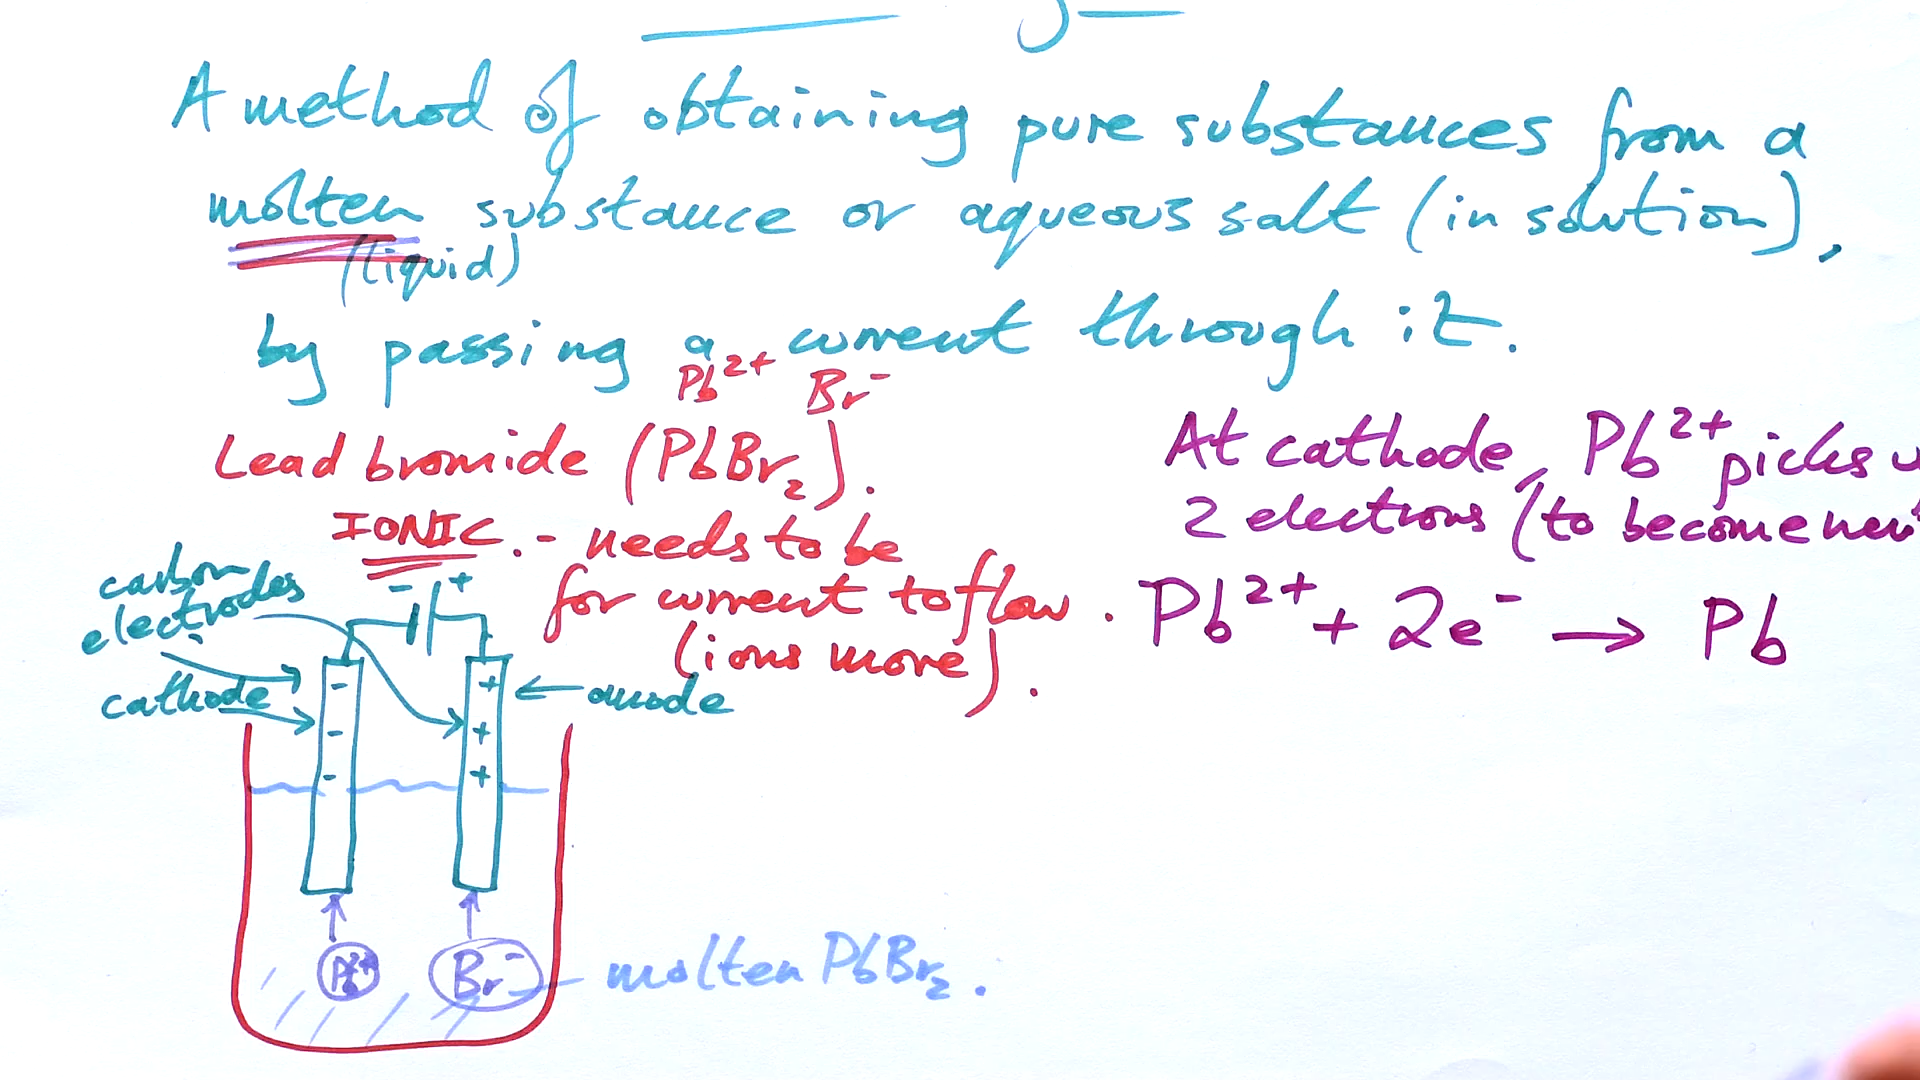 A method of obtaining pure substances from a
molten substance or aqueous salt (in solution),
(liquid)
by passing a current through it.
Pb²⁺ Br⁻
Lead bromide (PbBr₂).
IONIC. - needs to be
for current to flow.
(ions move).
carbon
electrodes
- +
cathode
anode
- +
- +
- +
Pb²⁺ Br⁻
molten PbBr₂.
At cathode, Pb²⁺ picks
2 electrons (to become
Pb²⁺ + 2e⁻ → Pb